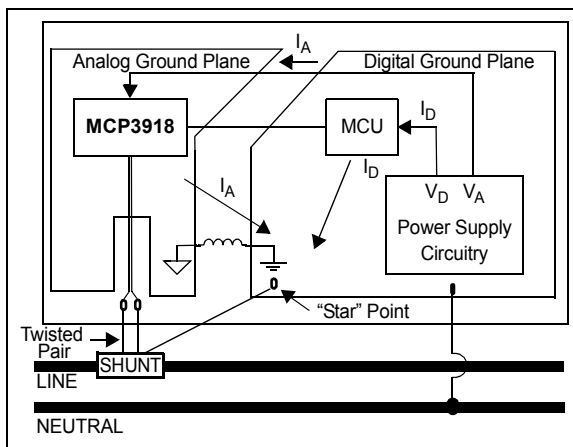 I_A
Analog Ground Plane
Digital Ground Plane
MCP3918
MCU
I_D
I_D
I_A
V_D V_A
Power Supply
Circuitry
"Star" Point
Twisted
Pair
SHUNT
LINE
NEUTRAL